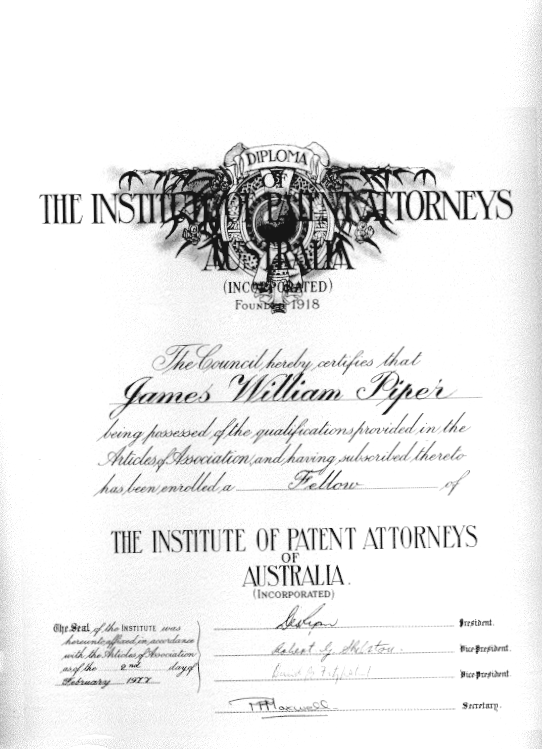 DIPLOMA
OF
THE INSTITUTE OF PATENT ATTORNEYS
AUSTRALIA
(INCORPORATED)
FOUNDED 1918
The Council hereby certifies that
James William Piper
being possessed of the qualifications provided in the
Articles of Association, and having subscribed thereto
has been enrolled a Fellow of
THE INSTITUTE OF PATENT ATTORNEYS
OF
AUSTRALIA.
(INCORPORATED)
The Seal of the INSTITUTE was
hereunto affixed in accordance
with the Articles of Association
as of the 2nd day of
February 1977
President.
Robert G. Shelston. Vice-President.
Vice-President.
Maxwell. Secretary.